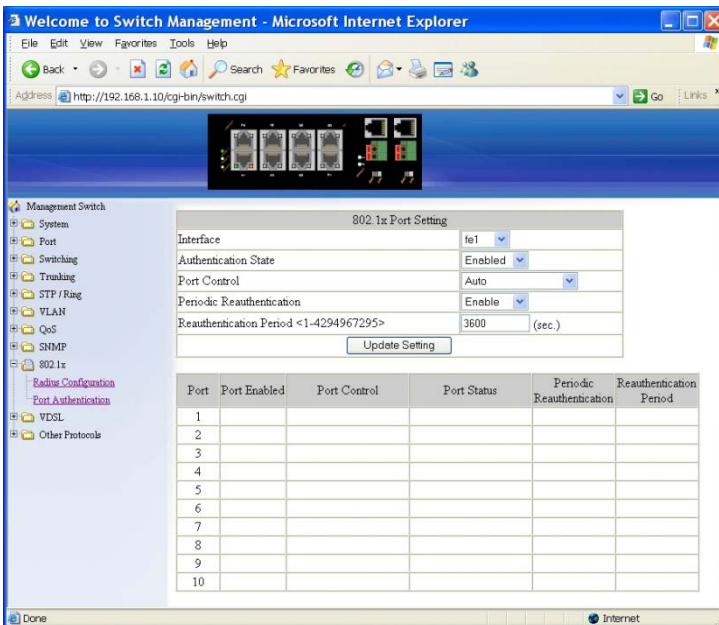 Welcome to Switch Management - Microsoft Internet Explorer
File Edit View Favorites Tools Help
Back Search Favorites
Address http://192.168.1.10/cgi-bin/switch.cgi Go Links »
Management Switch
System
Port
Switching
Trunking
STP / Ring
VLAN
QoS
SNMP
802.1x
Radius Configuration
Port Authentication
VDSL
Other Protocols
802.1x Port Setting
Interface fe1
Authentication State Enabled
Port Control Auto
Periodic Reauthentication Enable
Reauthentication Period <1-4294967295> 3600 (sec.)
Update Setting
Port Port Enabled Port Control Port Status Periodic Reauthentication Reauthentication Period
1
2
3
4
5
6
7
8
9
10
Done Internet